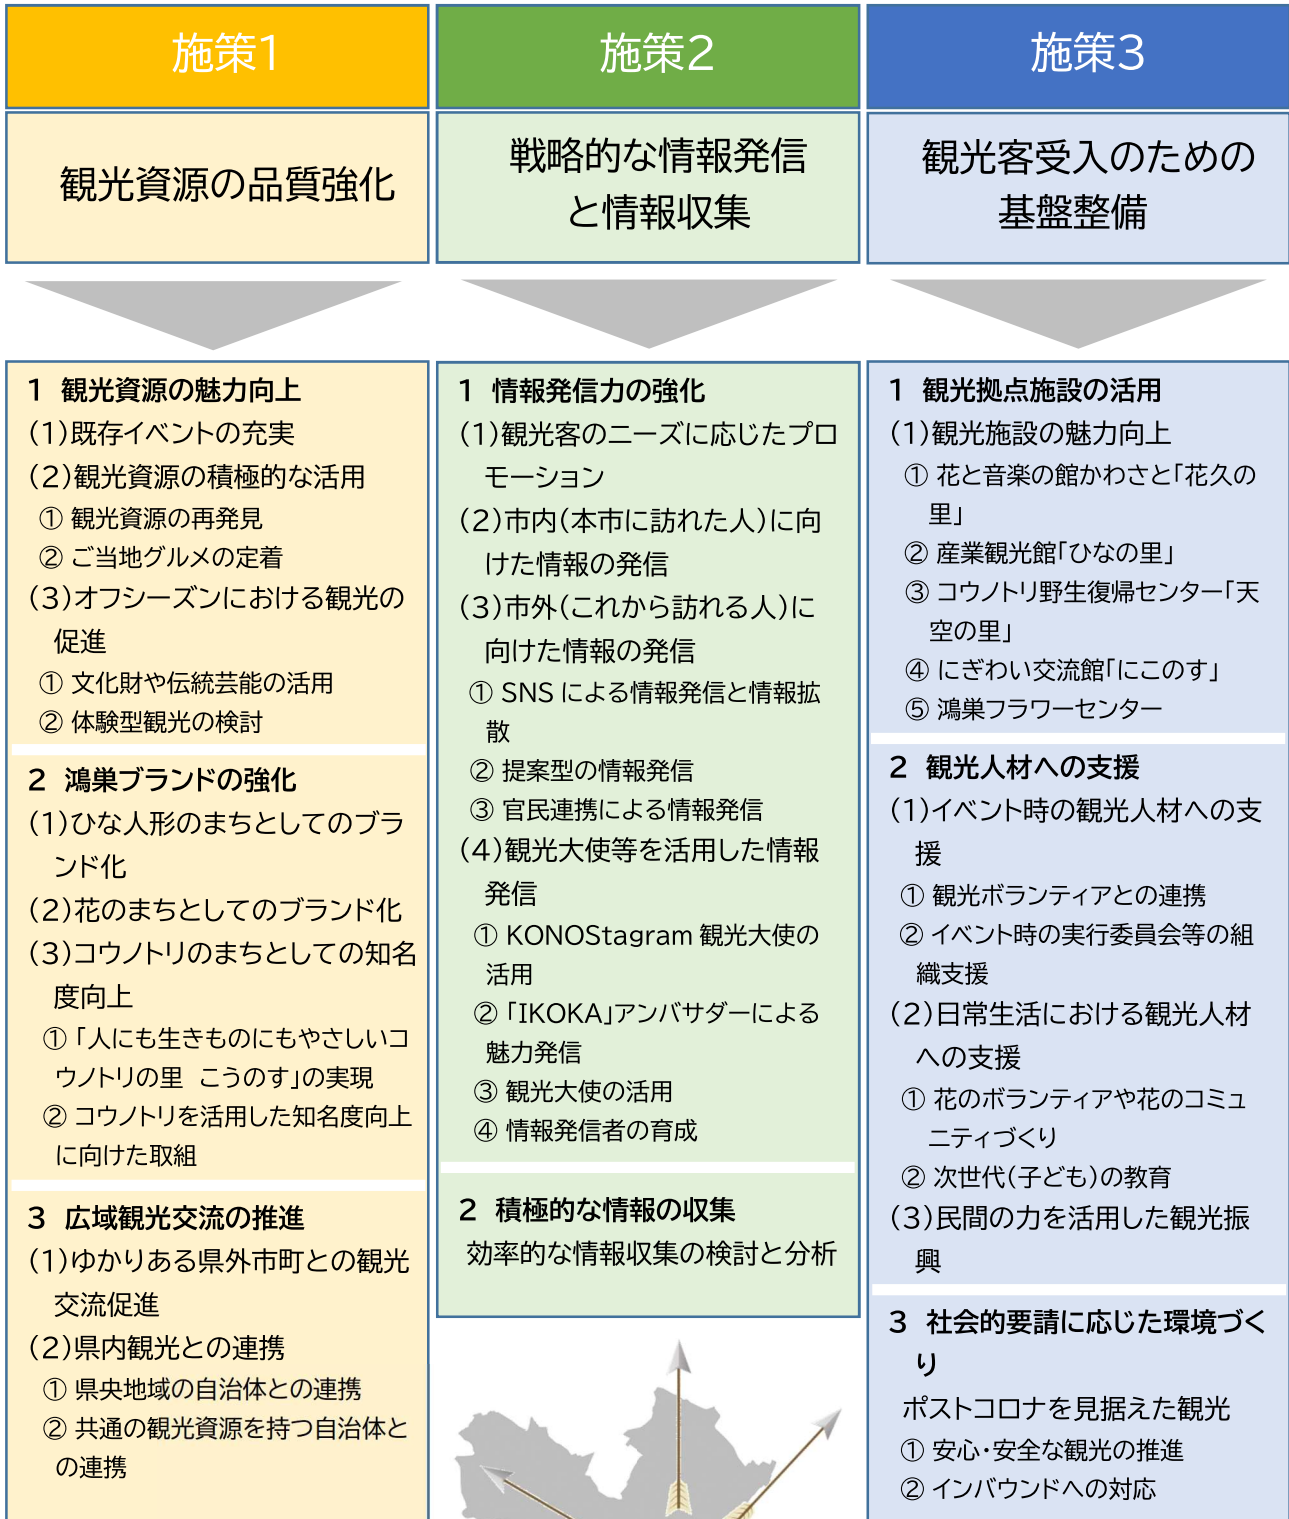 施策1
観光資源の品質強化
1 観光資源の魅力向上
(1)既存イベントの充実
(2)観光資源の積極的な活用
① 観光資源の再発見
② ご当地グルメの定着
(3)オフシーズンにおける観光の
促進
① 文化財や伝統芸能の活用
② 体験型観光の検討
2 鴻巣ブランドの強化
(1)ひな人形のまちとしてのブラ
ンド化
(2)花のまちとしてのブランド化
(3)コウノトリのまちとしての知名
度向上
① 「人にも生きものにもやさしいコ
ウノトリの里 こうのす」の実現
② コウノトリを活用した知名度向上
に向けた取組
3 広域観光交流の推進
(1)ゆかりある県外市町との観光
交流促進
(2)県内観光との連携
① 県央地域の自治体との連携
② 共通の観光資源を持つ自治体と
の連携
施策2
戦略的な情報発信
と情報収集
1 情報発信力の強化
(1)観光客のニーズに応じたプロ
モーション
(2)市内(本市に訪れた人)に向
けた情報の発信
(3)市外(これから訪れる人)に
向けた情報の発信
① SNS による情報発信と情報拡
散
② 提案型の情報発信
③ 官民連携による情報発信
(4)観光大使等を活用した情報
発信
① KONOStagram 観光大使の
活用
② 「IKOKA」アンバサダーによる
魅力発信
③ 観光大使の活用
④ 情報発信者の育成
2 積極的な情報の収集
効率的な情報収集の検討と分析
施策3
観光客受入のための
基盤整備
1 観光拠点施設の活用
(1)観光施設の魅力向上
① 花と音楽の館かわさと「花久の
里」
② 産業観光館「ひなの里」
③ コウノトリ野生復帰センター「天
空の里」
④ にぎわい交流館「にこのす」
⑤ 鴻巣フラワーセンター
2 観光人材への支援
(1)イベント時の観光人材への支
援
① 観光ボランティアとの連携
② イベント時の実行委員会等の組
織支援
(2)日常生活における観光人材
への支援
① 花のボランティアや花のコミュ
ニティづくり
② 次世代(子ども)の教育
(3)民間の力を活用した観光振
興
3 社会的要請に応じた環境づく
り
ポストコロナを見据えた観光
① 安心・安全な観光の推進
② インバウンドへの対応